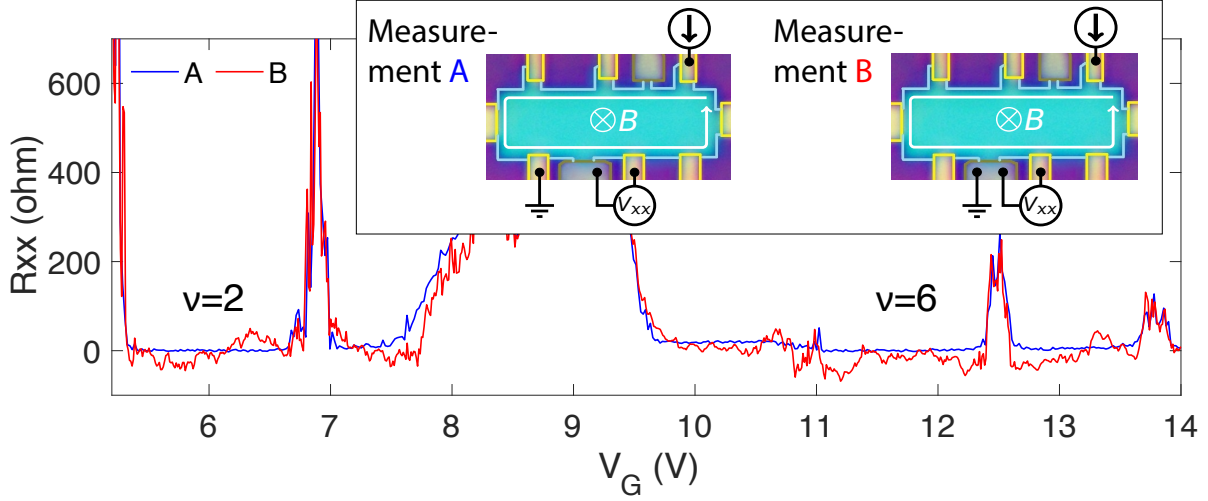 Measure-
ment A
Measure-
ment B
B
B
Vxx
Vxx
A
B
600
400
200
0
Rxx (ohm)
ν=2
ν=6
6
7
8
9
10
11
12
13
14
V_G (V)